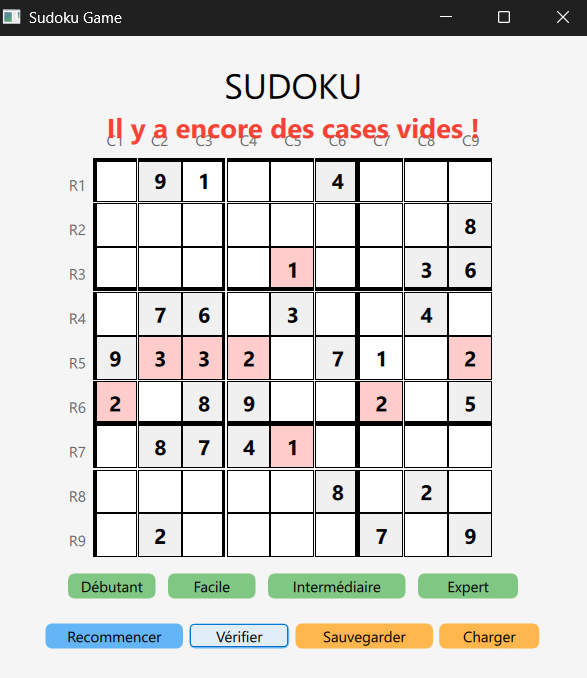 Sudoku Game
SUDOKU
Il y a encore des cases vides !
C1 C2 C3 C4 C5 C6 C7 C8 C9
R1 9 1 4
R2 8
R3 1 3 6
R4 7 6 3 4
R5 9 3 3 2 7 1 2
R6 2 8 9 2 5
R7 8 7 4 1
R8 8 2
R9 2 7 9
Débutant Facile Intermédiaire Expert
Recommencer Vérifier Sauvegarder Charger